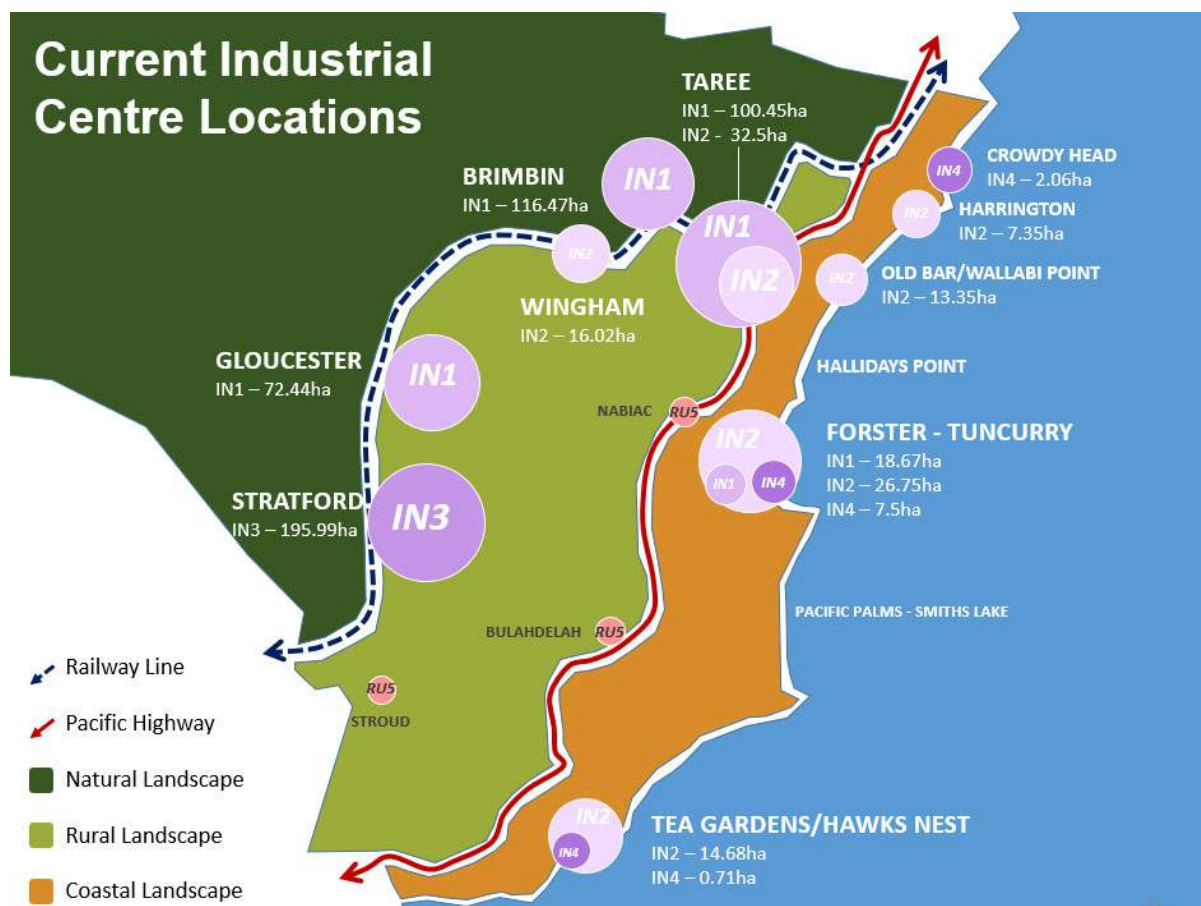 Current Industrial
Centre Locations
TAREE
IN1 – 100.45ha
IN2 - 32.5ha
BRIMBIN
IN1 – 116.47ha
IN1
IN1
IN2
IN2
WINGHAM
IN2 – 16.02ha
IN4
CROWDY HEAD
IN4 – 2.06ha
IN2
HARRINGTON
IN2 – 7.35ha
IN2
OLD BAR/WALLABI POINT
IN2 – 13.35ha
GLOUCESTER
IN1 – 72.44ha
IN1
HALLIDAYS POINT
NABIAC
RU5
IN2
IN1
IN4
FORSTER - TUNCURRY
IN1 – 18.67ha
IN2 – 26.75ha
IN4 – 7.5ha
STRATFORD
IN3 – 195.99ha
IN3
PACIFIC PALMS - SMITHS LAKE
BULAHDELAH
RU5
RU5
STROUD
Railway Line
Pacific Highway
Natural Landscape
Rural Landscape
Coastal Landscape
IN2
IN4
TEA GARDENS/HAWKS NEST
IN2 – 14.68ha
IN4 – 0.71ha